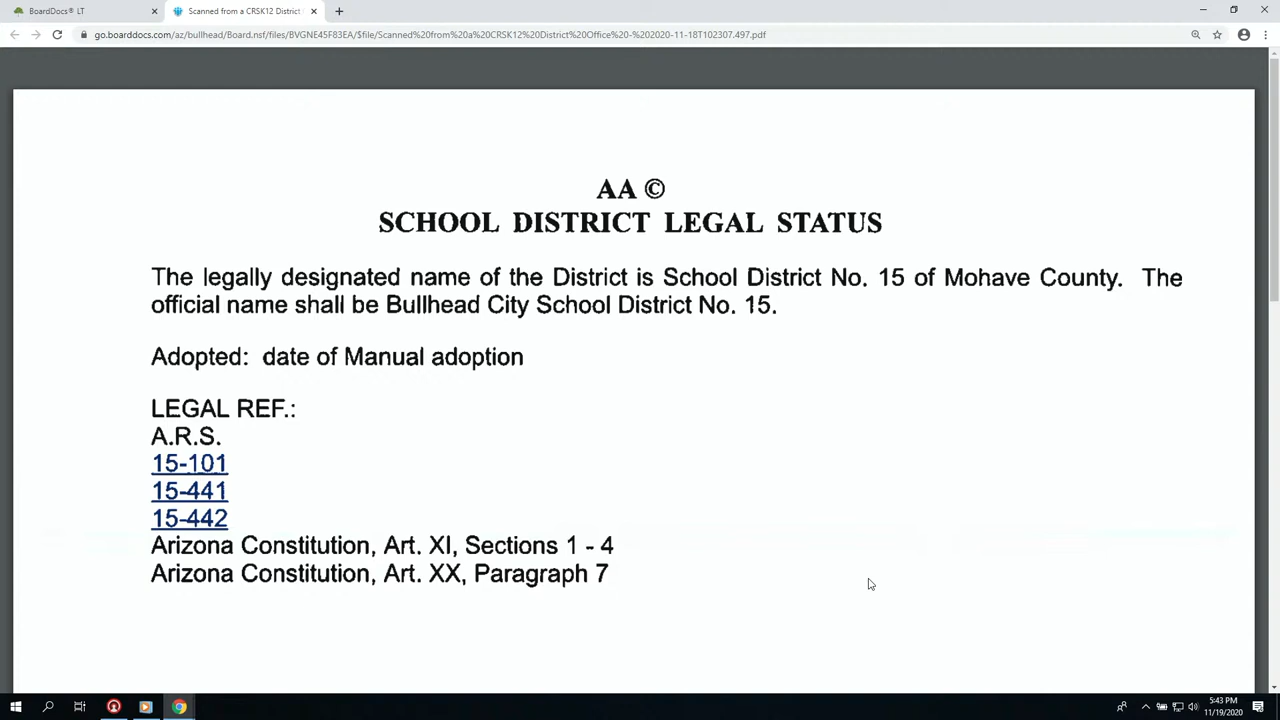 BoardDocs® LT
Scanned from a CRSK12 District
go.boarddocs.com/az/bullhead/Board.nsf/files/BVGNE45F83EA/$file/Scanned%20from%20a%20CRSK12%20District%20Office%20-%202020-11-18T102307.497.pdf
AA ©
SCHOOL DISTRICT LEGAL STATUS
The legally designated name of the District is School District No. 15 of Mohave County. The
official name shall be Bullhead City School District No. 15.
Adopted: date of Manual adoption
LEGAL REF.:
A.R.S.
15-101
15-441
15-442
Arizona Constitution, Art. XI, Sections 1 - 4
Arizona Constitution, Art. XX, Paragraph 7
5:43 PM
11/19/2020